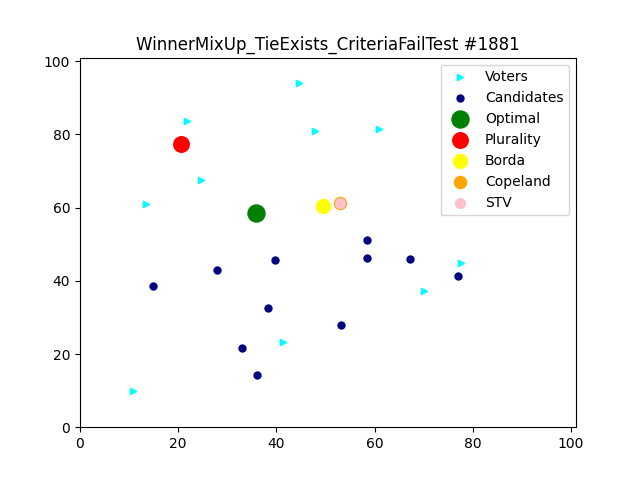 WinnerMixUp_TieExists_CriteriaFailTest #1881
100
80
60
40
20
0
0
20
40
60
80
100
Voters
Candidates
Optimal
Plurality
Borda
Copeland
STV